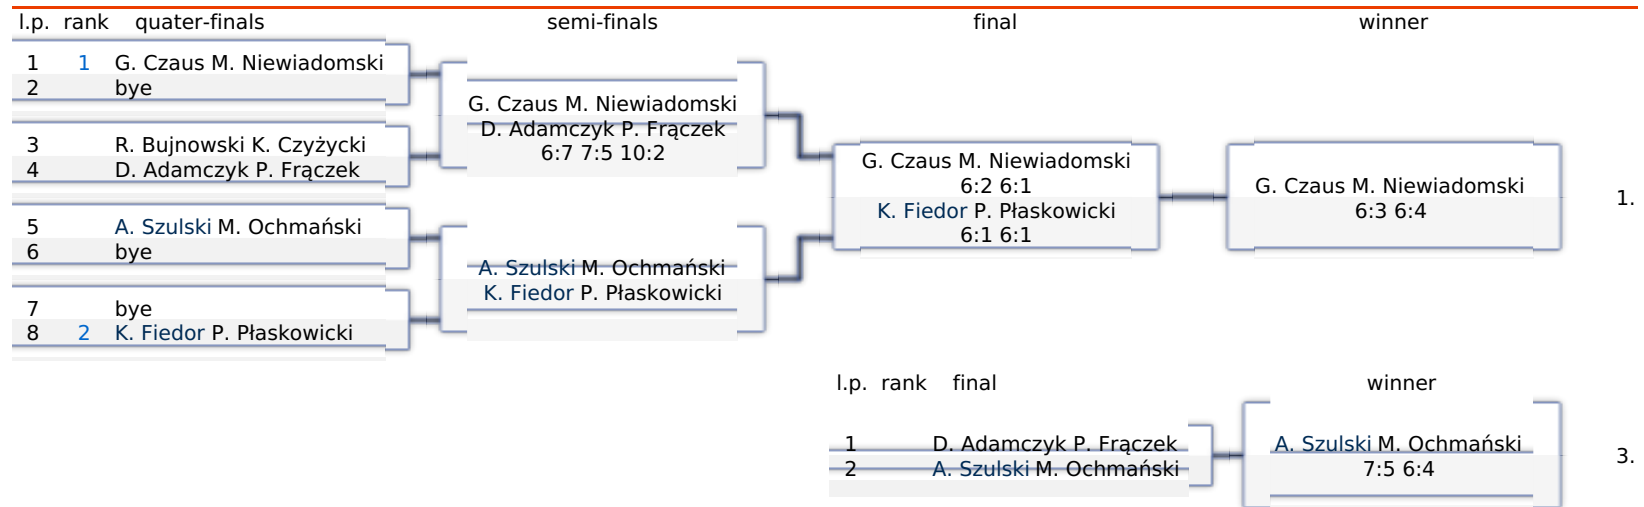 l.p. rank quater-finals semi-finals final winner
1 1 G. Czaus M. Niewiadomski
2 bye
3 R. Bujnowski K. Czyżycki
4 D. Adamczyk P. Frączek
5 A. Szulski M. Ochmański
6 bye
7 bye
8 2 K. Fiedor P. Płaskowicki
G. Czaus M. Niewiadomski
D. Adamczyk P. Frączek
6:7 7:5 10:2
A. Szulski M. Ochmański
K. Fiedor P. Płaskowicki
G. Czaus M. Niewiadomski
6:2 6:1
K. Fiedor P. Płaskowicki
6:1 6:1
G. Czaus M. Niewiadomski
6:3 6:4
1.
l.p. rank final winner
1 D. Adamczyk P. Frączek
2 A. Szulski M. Ochmański
A. Szulski M. Ochmański
7:5 6:4
3.